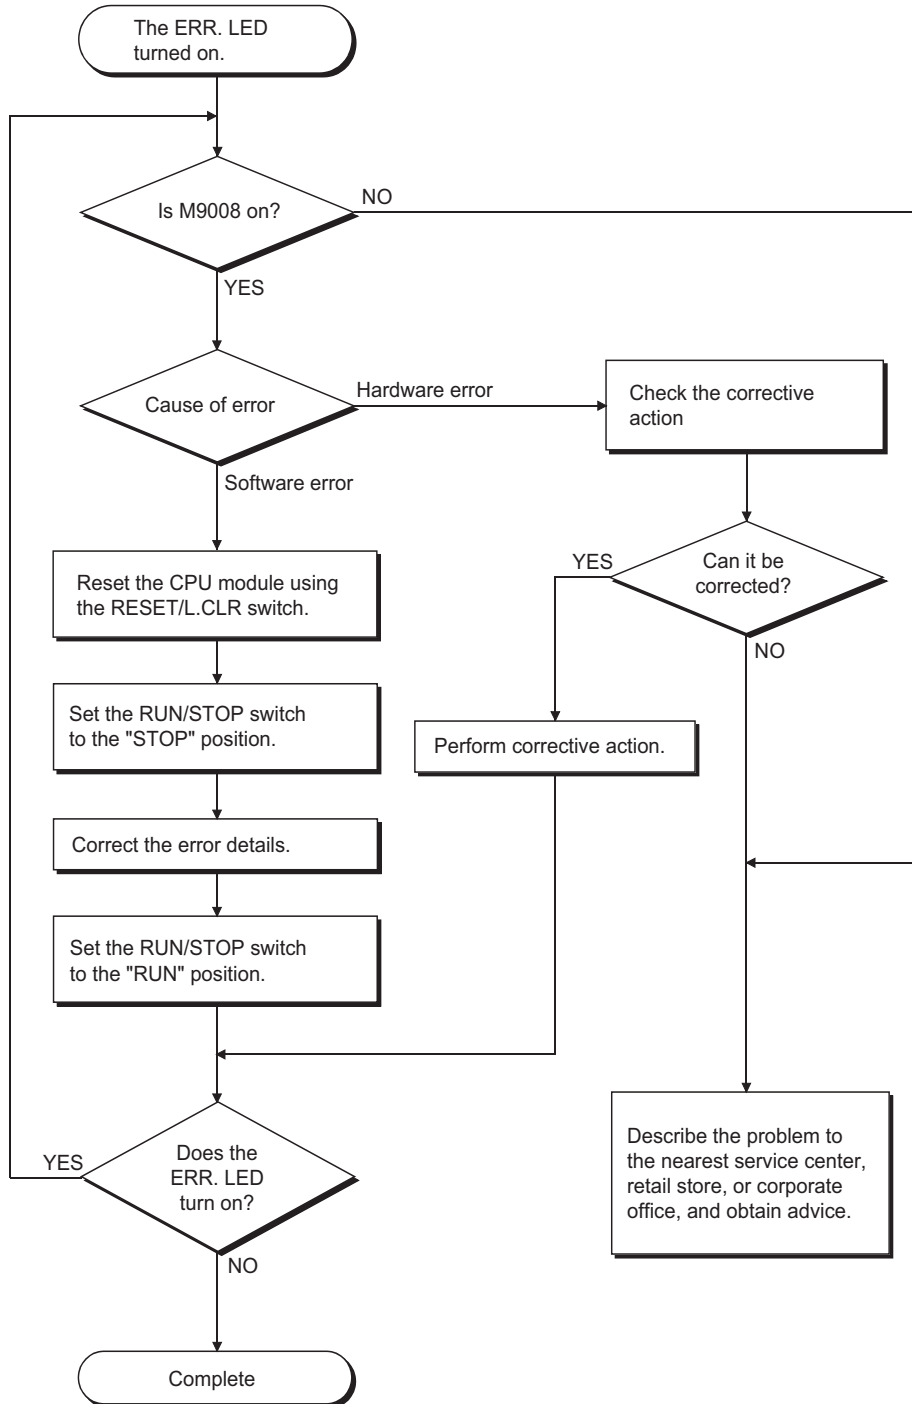 The ERR. LED
turned on.
Is M9008 on?
NO
YES
Cause of error
Hardware error
Check the corrective
action
Software error
Reset the CPU module using
the RESET/L.CLR switch.
YES
Can it be
corrected?
NO
Set the RUN/STOP switch
to the "STOP" position.
Perform corrective action.
Correct the error details.
Set the RUN/STOP switch
to the "RUN" position.
Does the
ERR. LED
turn on?
YES
NO
Describe the problem to
the nearest service center,
retail store, or corporate
office, and obtain advice.
Complete